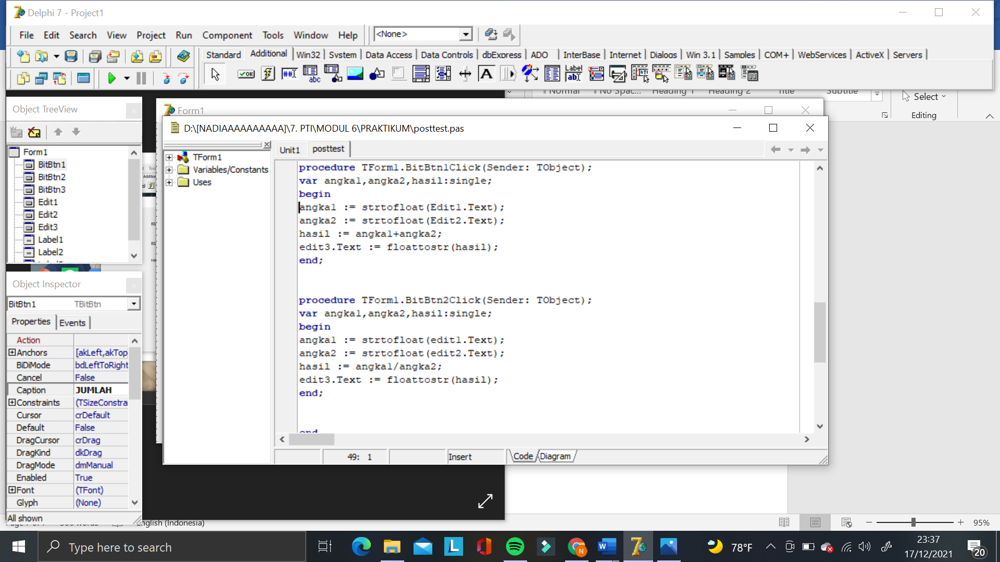 Delphi 7 - Project1
File Edit Search View Project Run Component Tools Window Help <None>
Standard Additional Win32 System Data Access Data Controls dbExpress ADO InterBase Internet Dialogs Win 3.1 Samples COM+ WebServices ActiveX Servers
Normal No Spac... Heading 1 Heading 2 Title Subtitle
Select
Editing
Object TreeView
Form1
BitBtn1
BitBtn2
BitBtn3
Edit1
Edit2
Edit3
Label1
Label2
Object Inspector
BitBtn1 TBitBtn
Properties Events
Action
Anchors [akLeft,akTop
BiDiMode bdLeftToRight
Cancel False
Caption JUMLAH
Constraints (TSizeConstra
Cursor crDefault
Default False
DragCursor crDrag
DragKind dkDrag
DragMode dmManual
Enabled True
Font (TFont)
Glyph (None)
All shown
Form1
D:\[NADIAAAAAAAAAA]\7. PTI\MODUL 6\PRAKTIKUM\posttest.pas
TForm1
Variables/Constants
Uses
Unit1 posttest
procedure TForm1.BitBtn1Click(Sender: TObject);
var angka1,angka2,hasil:single;
begin
angka1 := strtofloat(Edit1.Text);
angka2 := strtofloat(Edit2.Text);
hasil := angka1+angka2;
edit3.Text := floattostr(hasil);
end;
procedure TForm1.BitBtn2Click(Sender: TObject);
var angka1,angka2,hasil:single;
begin
angka1 := strtofloat(edit1.Text);
angka2 := strtofloat(edit2.Text);
hasil := angka1/angka2;
edit3.Text := floattostr(hasil);
end;
end
49: 1 Insert Code Diagram
English (Indonesia)
95%
Type here to search
78°F
23:37
17/12/2021
20